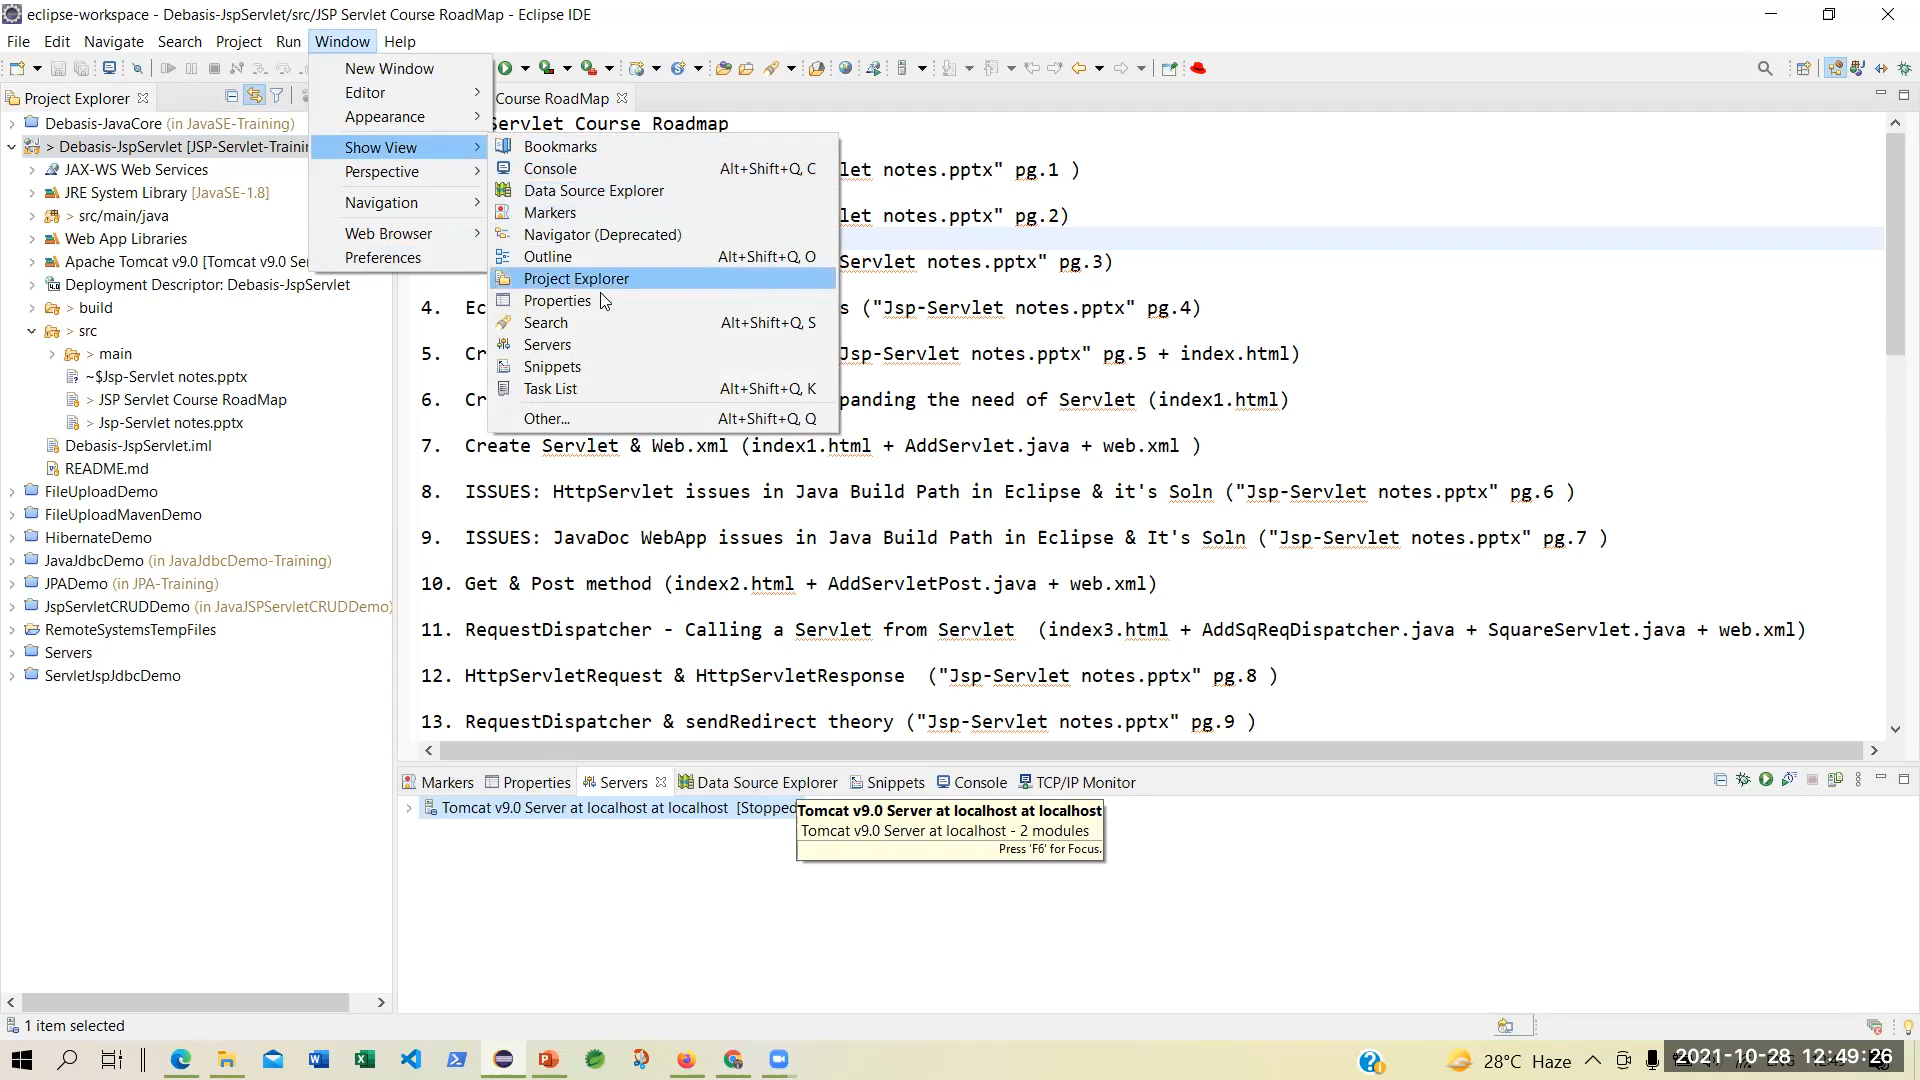 eclipse-workspace - Debasis-JspServlet/src/JSP Servlet Course RoadMap - Eclipse IDE
File Edit Navigate Search Project Run Window Help
Project Explorer
Debasis-JavaCore (in JavaSE-Training)
> Debasis-JspServlet [JSP-Servlet-Trainin
JAX-WS Web Services
JRE System Library [JavaSE-1.8]
> src/main/java
Web App Libraries
Apache Tomcat v9.0 [Tomcat v9.0 Ser
Deployment Descriptor: Debasis-JspServlet
> build
> src
> main
~$Jsp-Servlet notes.pptx
> JSP Servlet Course RoadMap
> Jsp-Servlet notes.pptx
Debasis-JspServlet.iml
README.md
FileUploadDemo
FileUploadMavenDemo
HibernateDemo
JavaJdbcDemo (in JavaJdbcDemo-Training)
JPADemo (in JPA-Training)
JspServletCRUDDemo (in JavaJSPServletCRUDDemo)
RemoteSystemsTempFiles
Servers
ServletJspJdbcDemo
New Window
Editor
Appearance
Show View
Perspective
Navigation
Web Browser
Preferences
Bookmarks
Console Alt+Shift+Q, C
Data Source Explorer
Markers
Navigator (Deprecated)
Outline Alt+Shift+Q, O
Project Explorer
Properties
Search Alt+Shift+Q, S
Servers
Snippets
Task List Alt+Shift+Q, K
Other... Alt+Shift+Q, Q
Course RoadMap
Servlet Course Roadmap
let notes.pptx" pg.1 )
let notes.pptx" pg.2)
Servlet notes.pptx" pg.3)
4. Ec s ("Jsp-Servlet notes.pptx" pg.4)
5. Cr Jsp-Servlet notes.pptx" pg.5 + index.html)
6. Cr panding the need of Servlet (index1.html)
7. Create Servlet & Web.xml (index1.html + AddServlet.java + web.xml )
8. ISSUES: HttpServlet issues in Java Build Path in Eclipse & it's Soln ("Jsp-Servlet notes.pptx" pg.6 )
9. ISSUES: JavaDoc WebApp issues in Java Build Path in Eclipse & It's Soln ("Jsp-Servlet notes.pptx" pg.7 )
10. Get & Post method (index2.html + AddServletPost.java + web.xml)
11. RequestDispatcher - Calling a Servlet from Servlet (index3.html + AddSqReqDispatcher.java + SquareServlet.java + web.xml)
12. HttpServletRequest & HttpServletResponse ("Jsp-Servlet notes.pptx" pg.8 )
13. RequestDispatcher & sendRedirect theory ("Jsp-Servlet notes.pptx" pg.9 )
Markers Properties Servers Data Source Explorer Snippets Console TCP/IP Monitor
Tomcat v9.0 Server at localhost at localhost [Stopped
Tomcat v9.0 Server at localhost at localhost
Tomcat v9.0 Server at localhost - 2 modules
Press 'F6' for Focus.
1 item selected
28°C Haze
2021-10-28 12:49:26